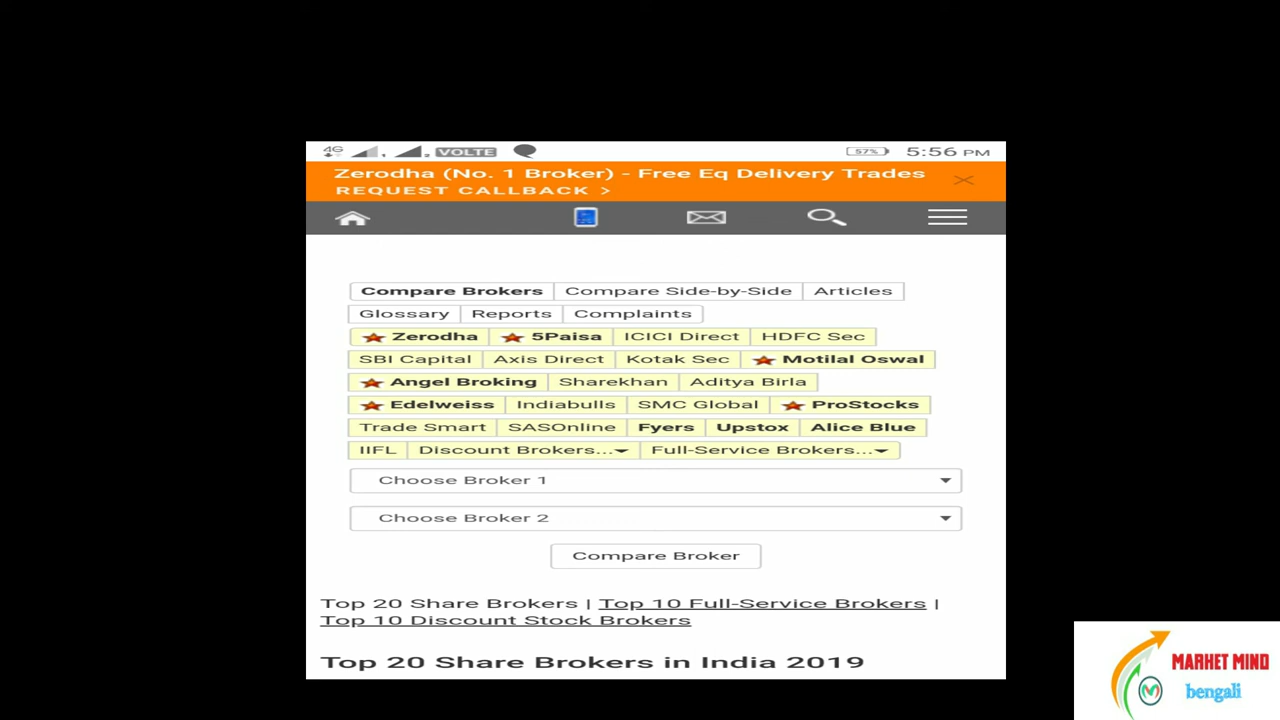 4G VOLTE 57% 5:56 PM
Zerodha (No. 1 Broker) - Free Eq Delivery Trades
REQUEST CALLBACK >
Compare Brokers Compare Side-by-Side Articles
Glossary Reports Complaints
Zerodha 5Paisa ICICI Direct HDFC Sec
SBI Capital Axis Direct Kotak Sec Motilal Oswal
Angel Broking Sharekhan Aditya Birla
Edelweiss Indiabulls SMC Global ProStocks
Trade Smart SASOnline Fyers Upstox Alice Blue
IIFL Discount Brokers... Full-Service Brokers...
Choose Broker 1
Choose Broker 2
Compare Broker
Top 20 Share Brokers | Top 10 Full-Service Brokers |
Top 10 Discount Stock Brokers
Top 20 Share Brokers in India 2019
MARKET MIND
bengali